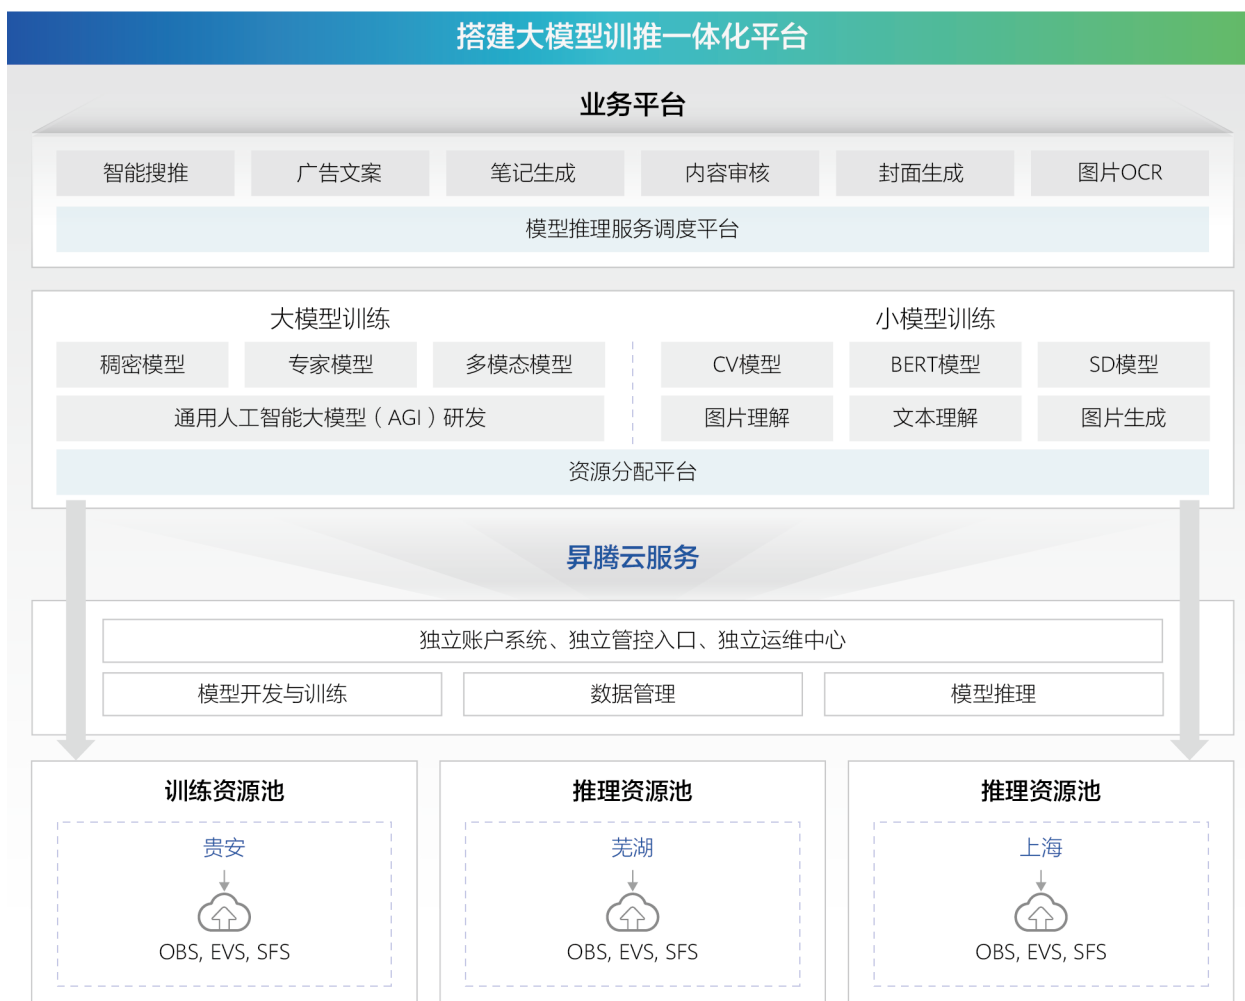 搭建大模型训推一体化平台
业务平台
智能搜推
广告文案
笔记生成
内容审核
封面生成
图片OCR
模型推理服务调度平台
大模型训练
小模型训练
稠密模型
专家模型
多模态模型
CV模型
BERT模型
SD模型
通用人工智能大模型（AGI）研发
图片理解
文本理解
图片生成
资源分配平台
昇腾云服务
独立账户系统、独立管控入口、独立运维中心
模型开发与训练
数据管理
模型推理
训练资源池
推理资源池
推理资源池
贵安
芜湖
上海
OBS, EVS, SFS
OBS, EVS, SFS
OBS, EVS, SFS